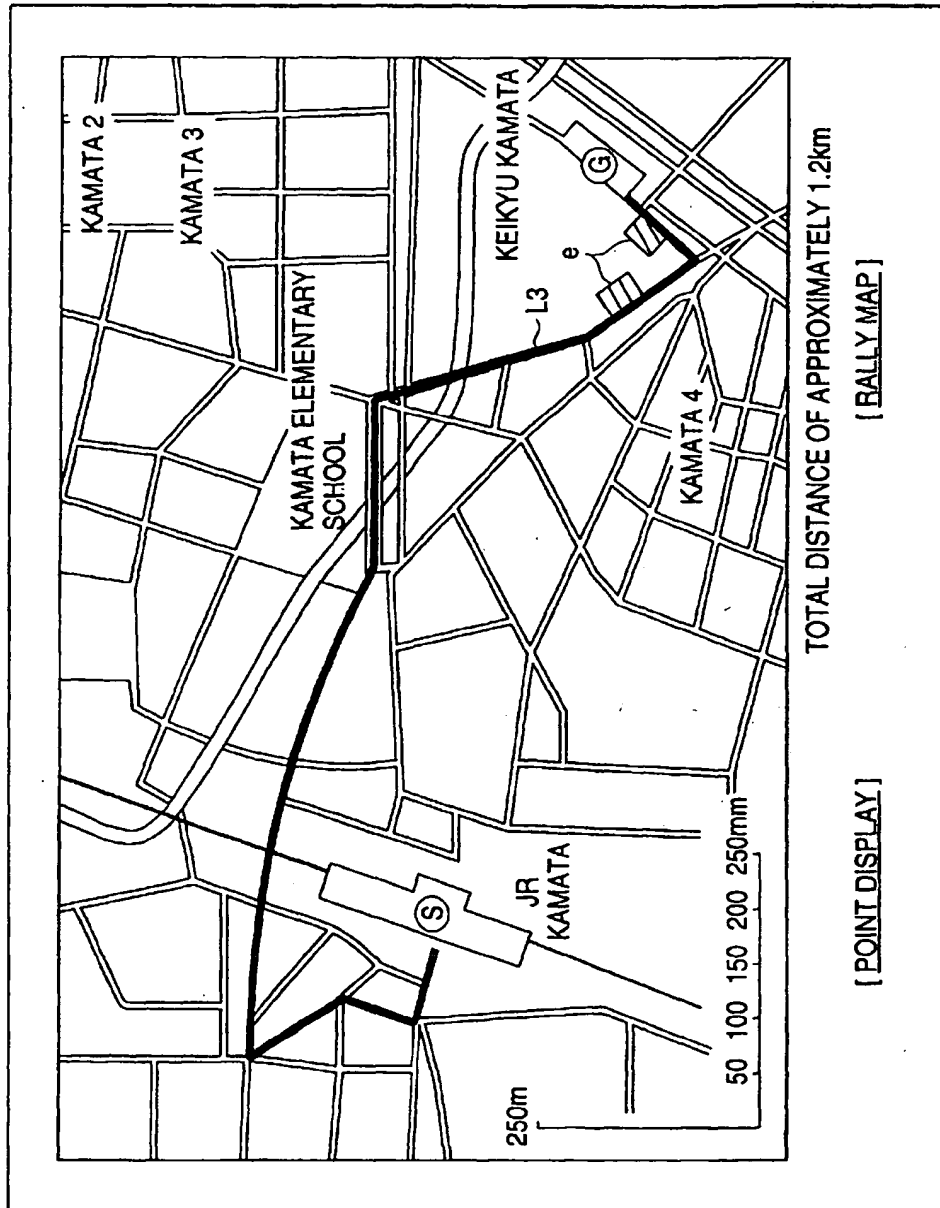 KAMATA 2
KAMATA 3
KAMATA ELEMENTARY
SCHOOL
KEIKYU KAMATA
G
e
L3
KAMATA 4
S
JR
KAMATA
250m
50 100 150 200 250mm
TOTAL DISTANCE OF APPROXIMATELY 1.2km
[POINT DISPLAY]
[RALLY MAP]